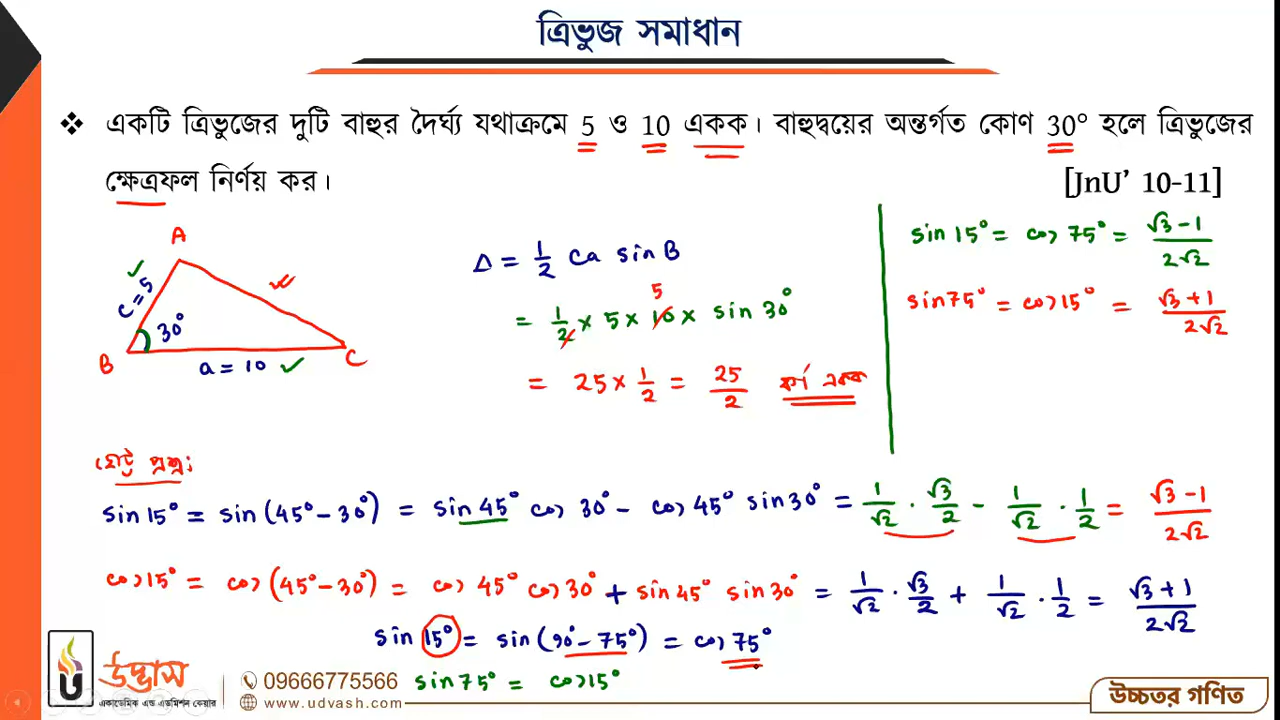 ত্রিভুজ সমাধান
❖ একটি ত্রিভুজের দুটি বাহুর দৈর্ঘ্য যথাক্রমে 5 ও 10 একক। বাহুদ্বয়ের অন্তর্গত কোণ 30° হলে ত্রিভুজের
ক্ষেত্রফল নির্ণয় কর।
[JnU’ 10-11]
A
c = 5
30°
B
a = 10
C
Δ = 1/2 ca sin B
= 1/2 × 5 × 10 × sin 30°
5
= 25 × 1/2 = 25/2 বর্গ একক
sin 15° = cos 75° = (√3 − 1)/(2√2)
sin 75° = cos 15° = (√3 + 1)/(2√2)
ছোট্ট প্রশ্ন:
sin 15° = sin (45° − 30°) = sin 45° cos 30° − cos 45° sin 30° = 1/√2 · √3/2 − 1/√2 · 1/2 = (√3 − 1)/(2√2)
cos 15° = cos (45° − 30°) = cos 45° cos 30° + sin 45° sin 30° = 1/√2 · √3/2 + 1/√2 · 1/2 = (√3 + 1)/(2√2)
sin 15° = sin (90° − 75°) = cos 75°
sin 75° = cos 15°
উদ্ভাস
একাডেমিক এন্ড এডমিশন কেয়ার
09666775566
www.udvash.com
উচ্চতর গণিত